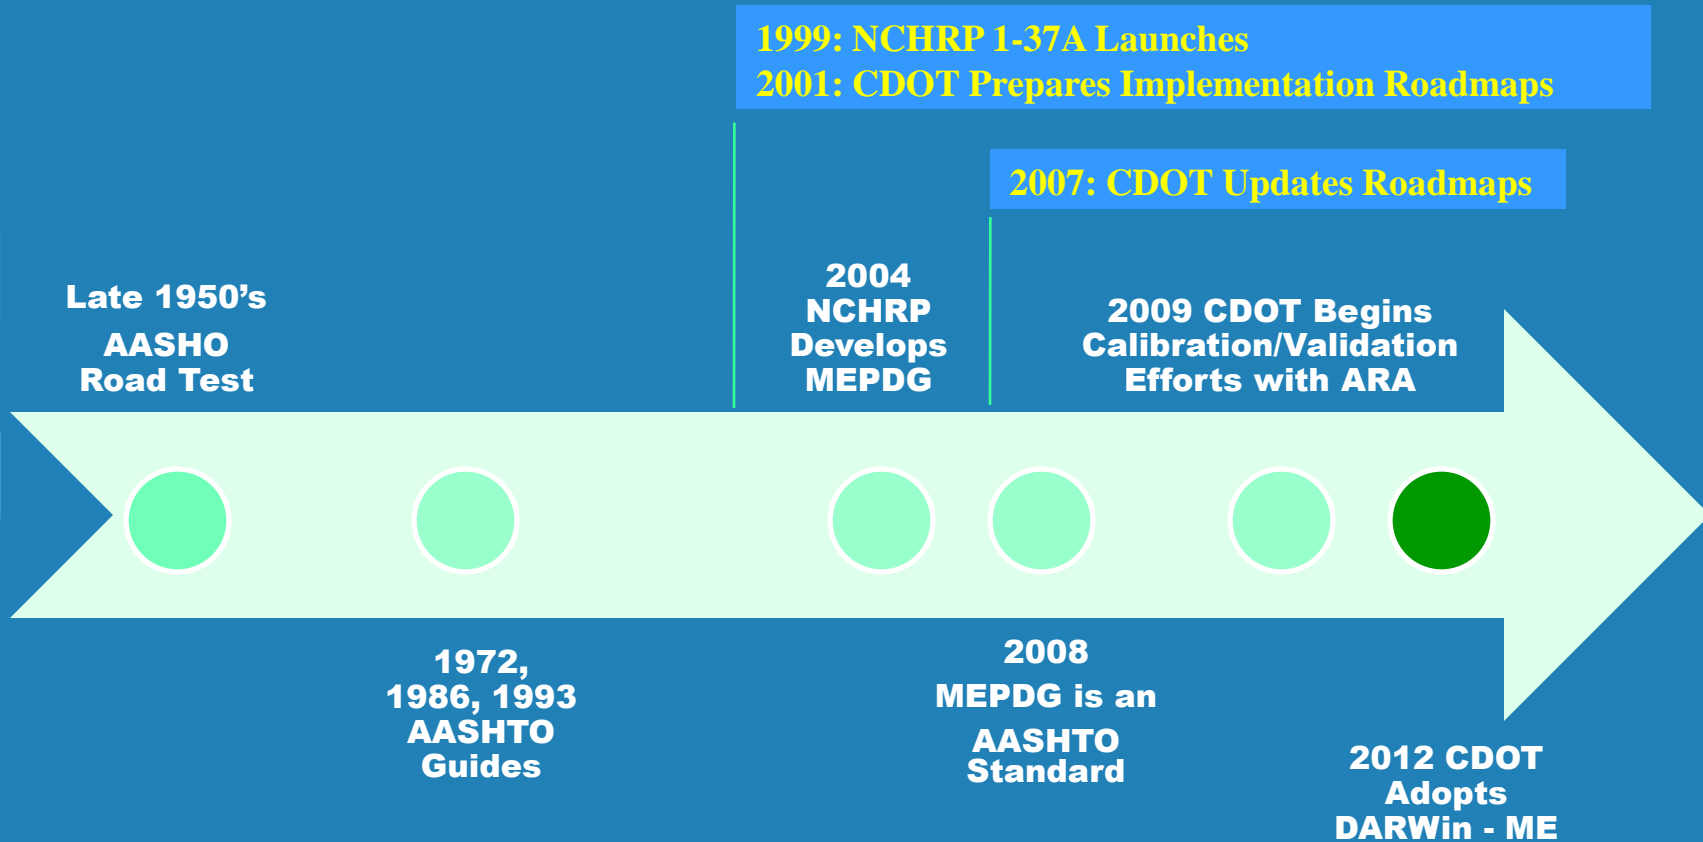 1999: NCHRP 1-37A Launches
2001: CDOT Prepares Implementation Roadmaps
2007: CDOT Updates Roadmaps
Late 1950’s
AASHO
Road Test
2004
NCHRP
Develops
MEPDG
2009 CDOT Begins
Calibration/Validation
Efforts with ARA
1972,
1986, 1993
AASHTO
Guides
2008
MEPDG is an
AASHTO
Standard
2012 CDOT
Adopts
DARWin - ME